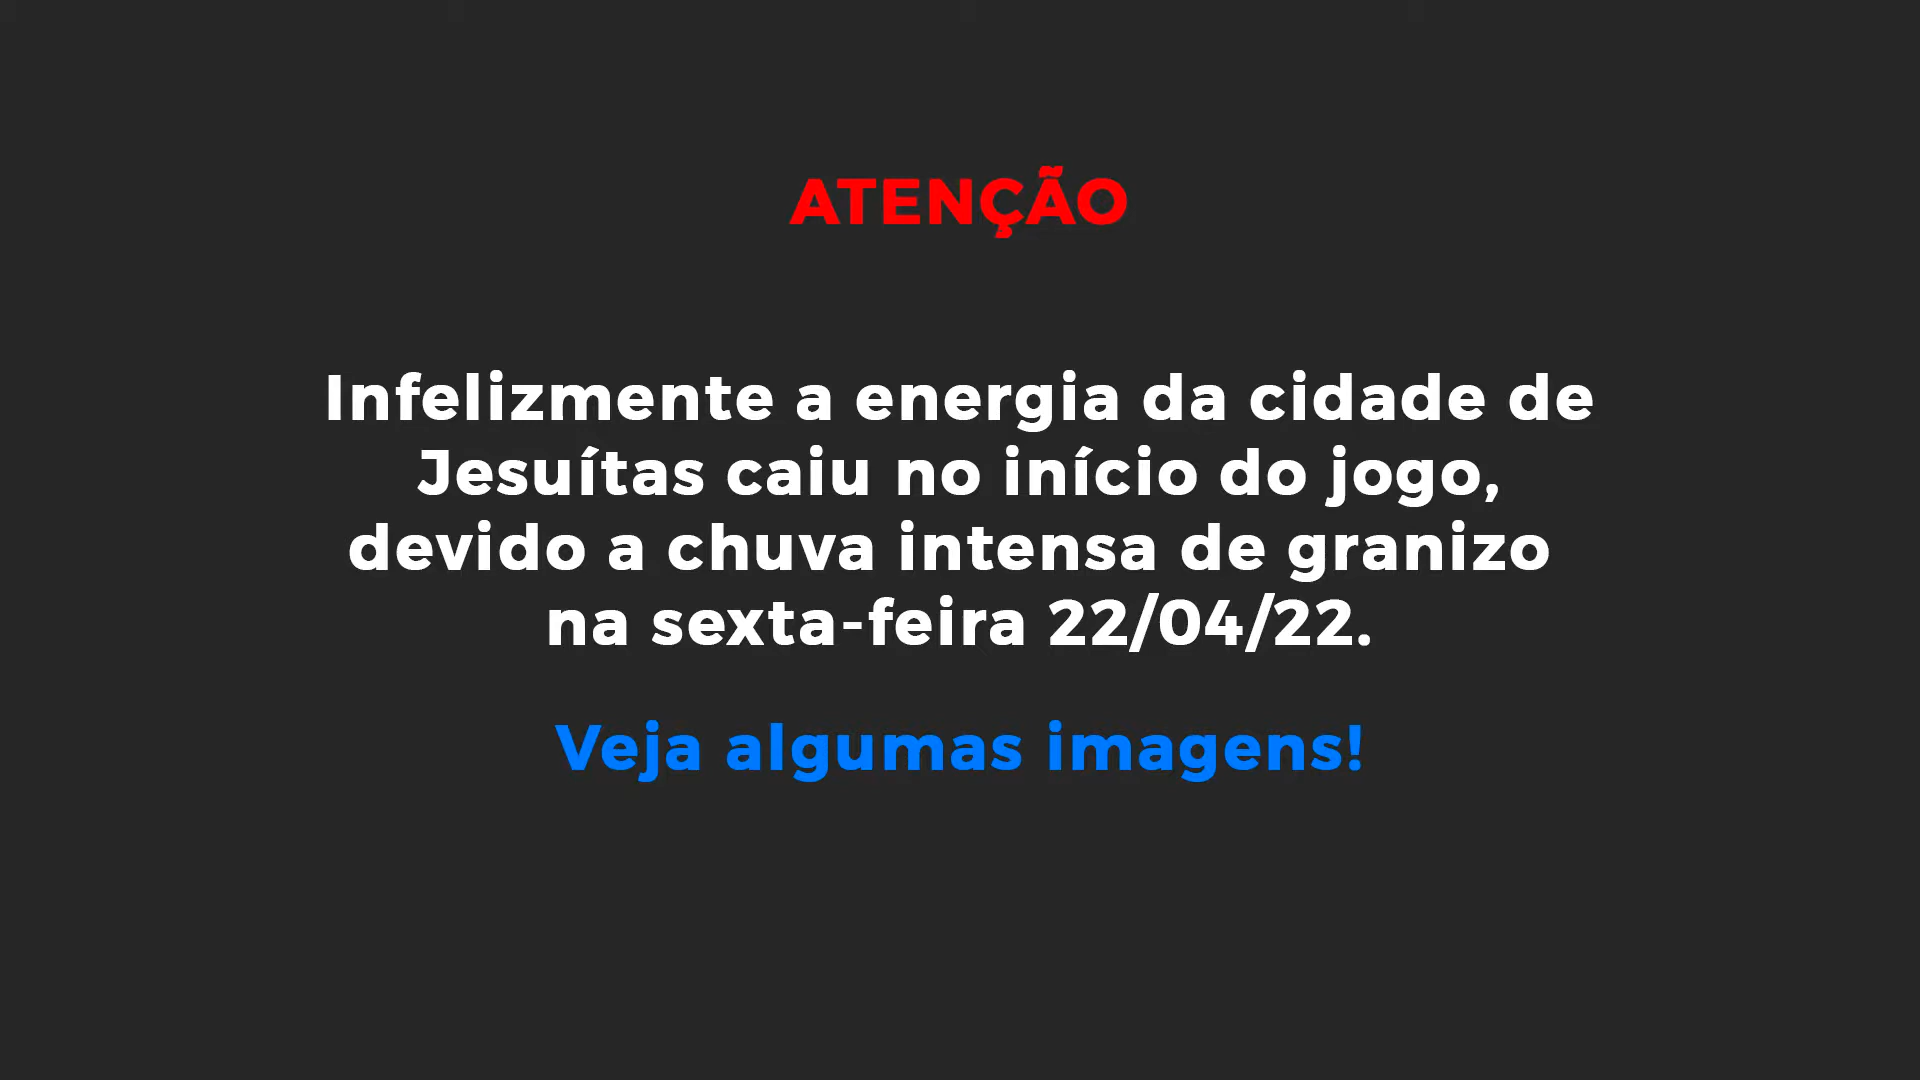 ATENÇÃO
Infelizmente a energia da cidade de
Jesuítas caiu no início do jogo,
devido a chuva intensa de granizo
na sexta-feira 22/04/22.
Veja algumas imagens!